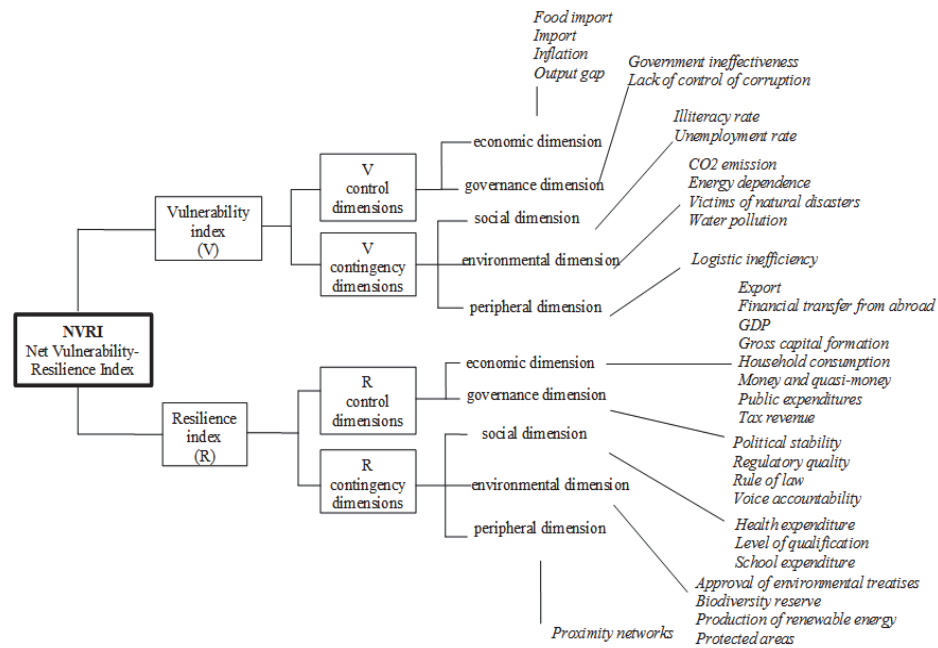 Food import
Import
Inflation
Output gap
Government ineffectiveness
Lack of control of corruption
Illiteracy rate
Unemployment rate
CO2 emission
Energy dependence
Victims of natural disasters
Water pollution
Logistic inefficiency
economic dimension
governance dimension
social dimension
environmental dimension
peripheral dimension
V
control
dimensions
V
contingency
dimensions
Vulnerability
index
(V)
NVRI
Net Vulnerability-
Resilience Index
Resilience
index
(R)
R
control
dimensions
R
contingency
dimensions
economic dimension
governance dimension
social dimension
environmental dimension
peripheral dimension
Export
Financial transfer from abroad
GDP
Gross capital formation
Household consumption
Money and quasi-money
Public expenditures
Tax revenue
Political stability
Regulatory quality
Rule of law
Voice accountability
Health expenditure
Level of qualification
School expenditure
Approval of environmental treatises
Biodiversity reserve
Production of renewable energy
Protected areas
Proximity networks